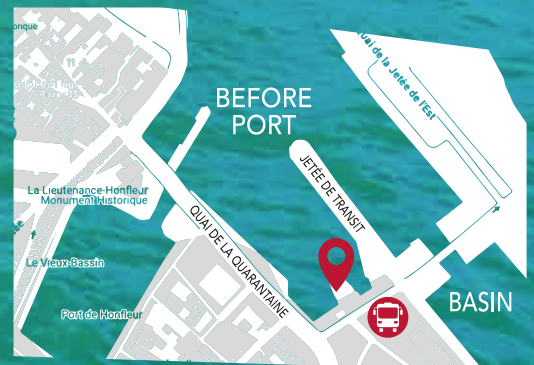 orique
Quai de la Jetée de l'Est
BEFORE
PORT
JETÉE DE TRANSIT
La Lieutenance-Honfleur
Monument Historique
QUAI DE LA QUARANTAINE
Le Vieux-Bassin
BASIN
Port de Honfleur